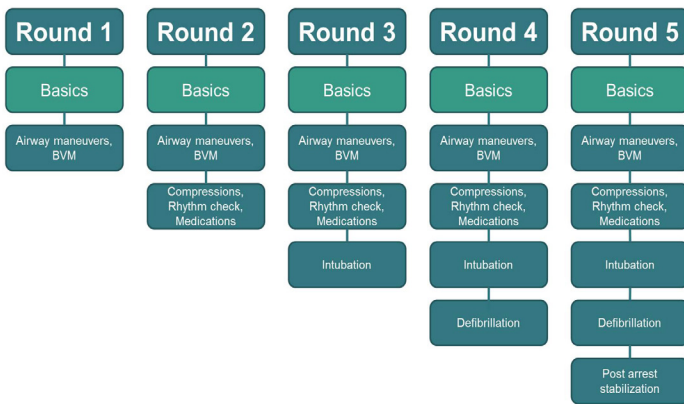 Round 1
Basics
Airway maneuvers,
BVM
Round 2
Basics
Airway maneuvers,
BVM
Compressions,
Rhythm check,
Medications
Round 3
Basics
Airway maneuvers,
BVM
Compressions,
Rhythm check,
Medications
Intubation
Round 4
Basics
Airway maneuvers,
BVM
Compressions,
Rhythm check,
Medications
Intubation
Defibrillation
Round 5
Basics
Airway maneuvers,
BVM
Compressions,
Rhythm check,
Medications
Intubation
Defibrillation
Post arrest
stabilization